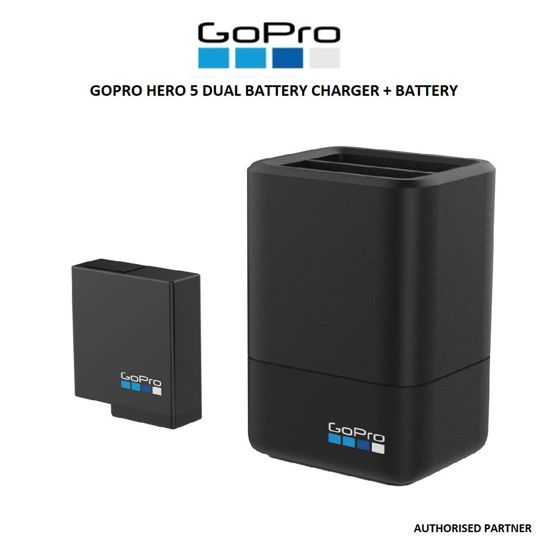 GoPro
GOPRO HERO 5 DUAL BATTERY CHARGER + BATTERY
GoPro
GoPro
AUTHORISED PARTNER